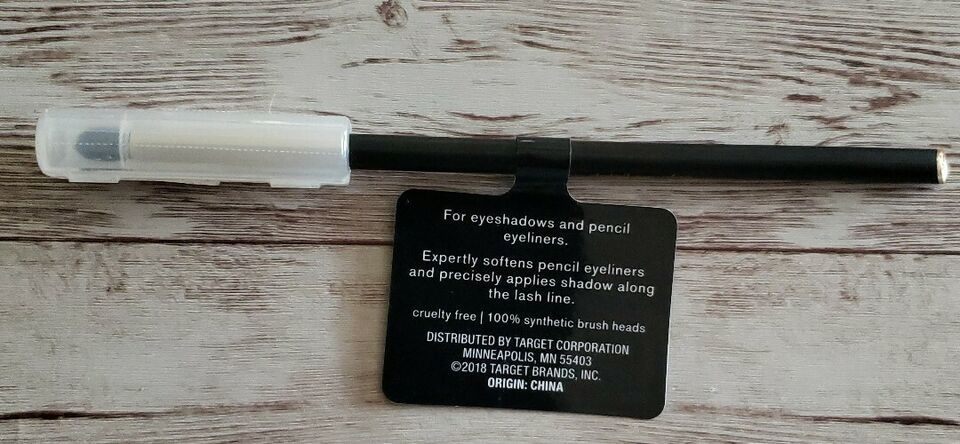 For eyeshadows and pencil
eyeliners.
Expertly softens pencil eyeliners
and precisely applies shadow along
the lash line.
cruelty free | 100% synthetic brush heads
DISTRIBUTED BY TARGET CORPORATION
MINNEAPOLIS, MN 55403
©2018 TARGET BRANDS, INC.
ORIGIN: CHINA